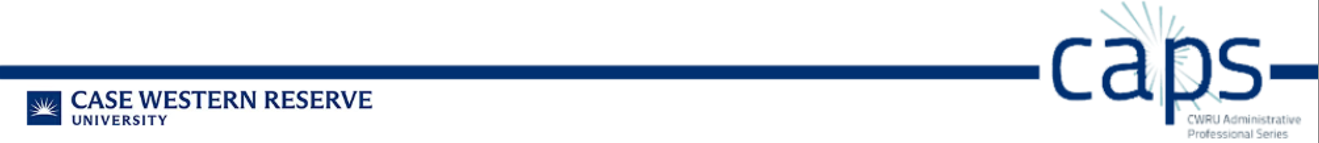 CASE WESTERN RESERVE
UNIVERSITY
caps
CWRU Administrative
Professional Series